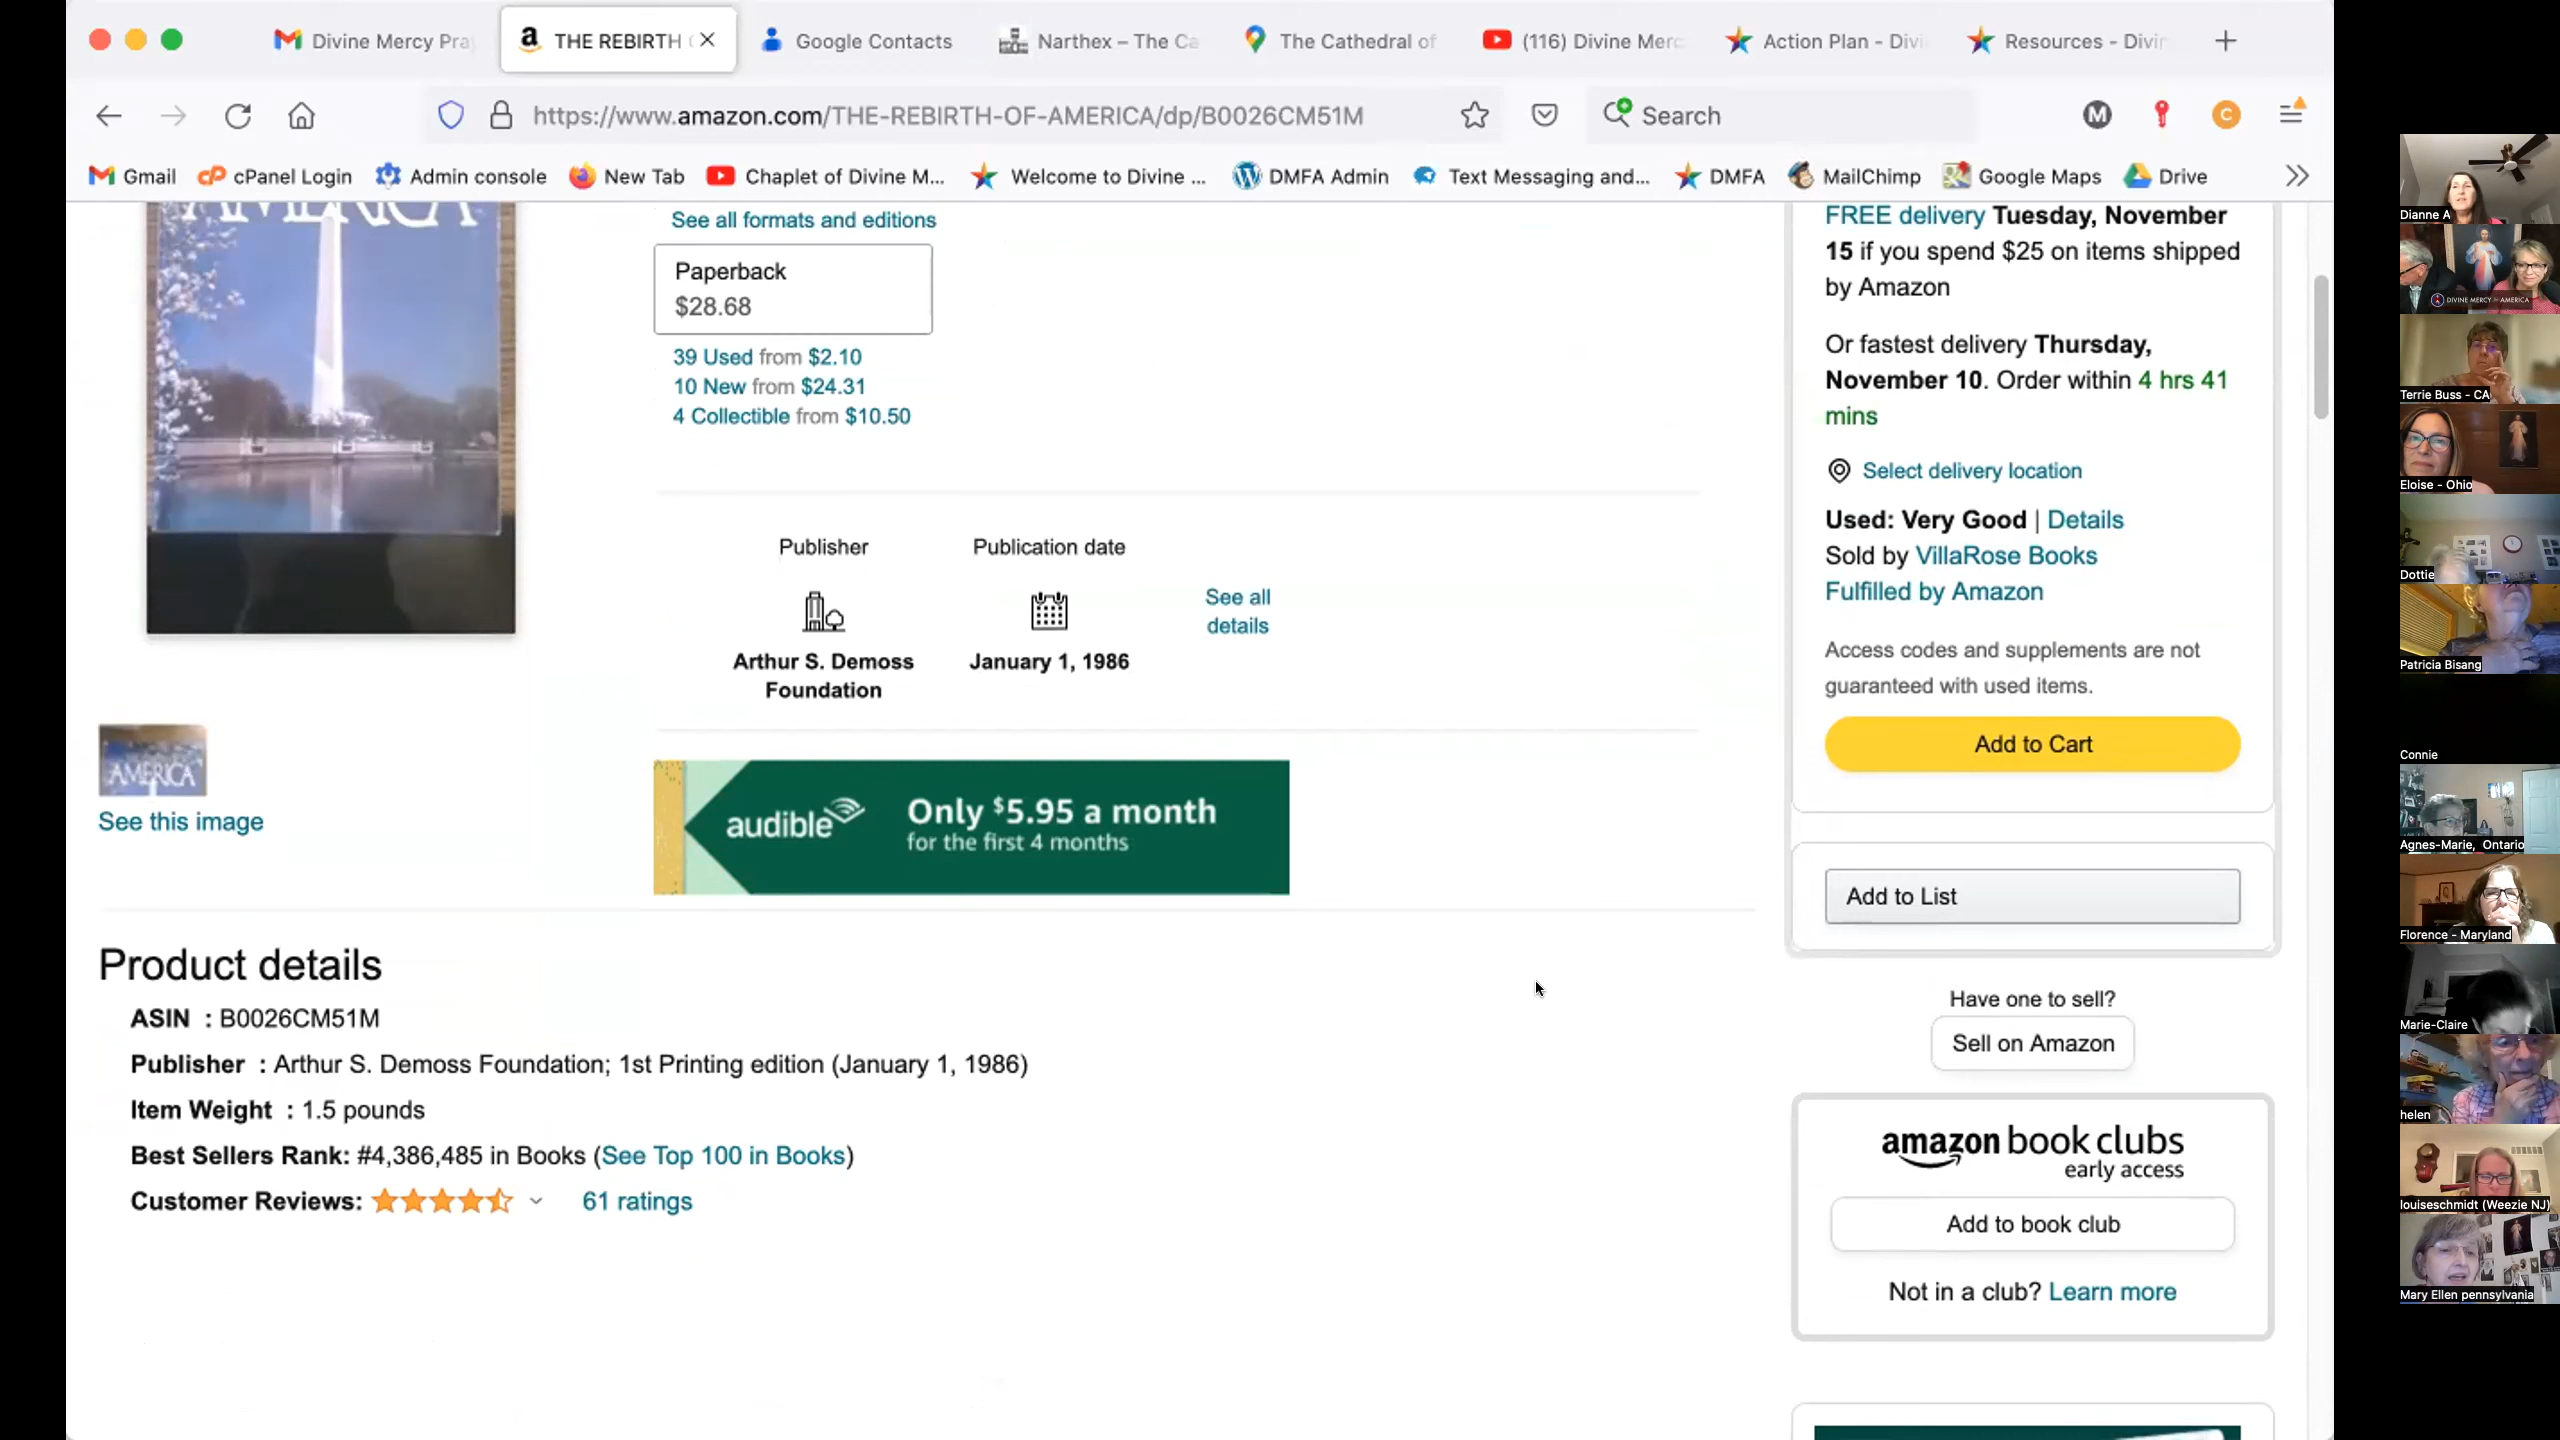 Divine Mercy Pra
a THE REBIRTH
Google Contacts
Narthex – The Ca
The Cathedral of
(116) Divine Merc
Action Plan - Divi
Resources - Divin
https://www.amazon.com/THE-REBIRTH-OF-AMERICA/dp/B0026CM51M
Search
M
C
Gmail
cP cPanel Login
Admin console
New Tab
Chaplet of Divine M...
Welcome to Divine ...
DMFA Admin
Text Messaging and...
DMFA
MailChimp
Google Maps
Drive
AMERICA
See this image
AMERICA
See all formats and editions
Paperback
$28.68
39 Used from $2.10
10 New from $24.31
4 Collectible from $10.50
Publisher
Arthur S. Demoss
Foundation
Publication date
January 1, 1986
See all
details
audible
Only $5.95 a month
for the first 4 months
Product details
ASIN : B0026CM51M
Publisher : Arthur S. Demoss Foundation; 1st Printing edition (January 1, 1986)
Item Weight : 1.5 pounds
Best Sellers Rank: #4,386,485 in Books (See Top 100 in Books)
Customer Reviews: 61 ratings
FREE delivery Tuesday, November
15 if you spend $25 on items shipped
by Amazon
Or fastest delivery Thursday,
November 10. Order within 4 hrs 41
mins
Select delivery location
Used: Very Good | Details
Sold by VillaRose Books
Fulfilled by Amazon
Access codes and supplements are not
guaranteed with used items.
Add to Cart
Add to List
Have one to sell?
Sell on Amazon
amazon book clubs
early access
Add to book club
Not in a club? Learn more
Dianne A
DIVINE MERCY for AMERICA
Terrie Buss - CA
Eloise - Ohio
Dottie
Patricia Bisang
Connie
Agnes-Marie, Ontario
Florence - Maryland
Marie-Claire
helen
louiseschmidt (Weezie NJ)
Mary Ellen pennsylvania